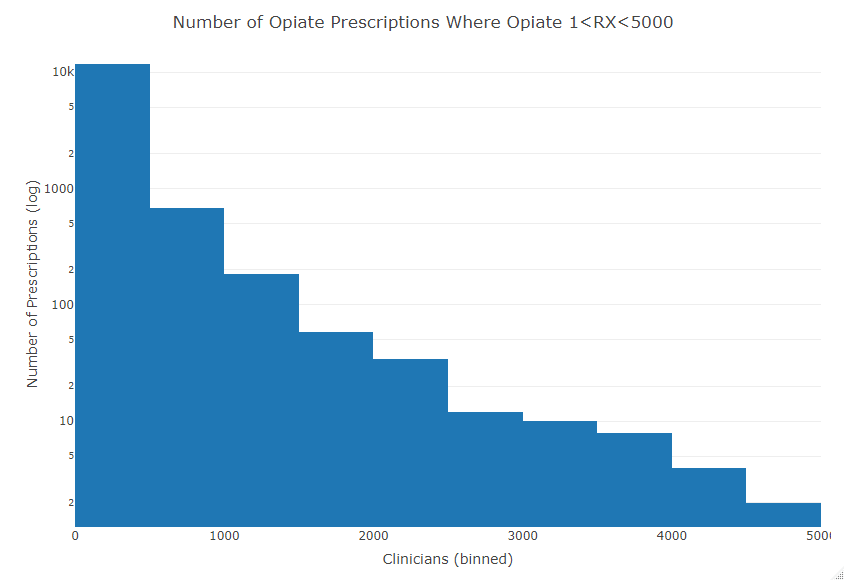 Number of Opiate Prescriptions Where Opiate 1<RX<5000
Number of Prescriptions (log)
10k
5
2
1000
5
2
100
5
2
10
5
2
0 1000 2000 3000 4000 5000
Clinicians (binned)